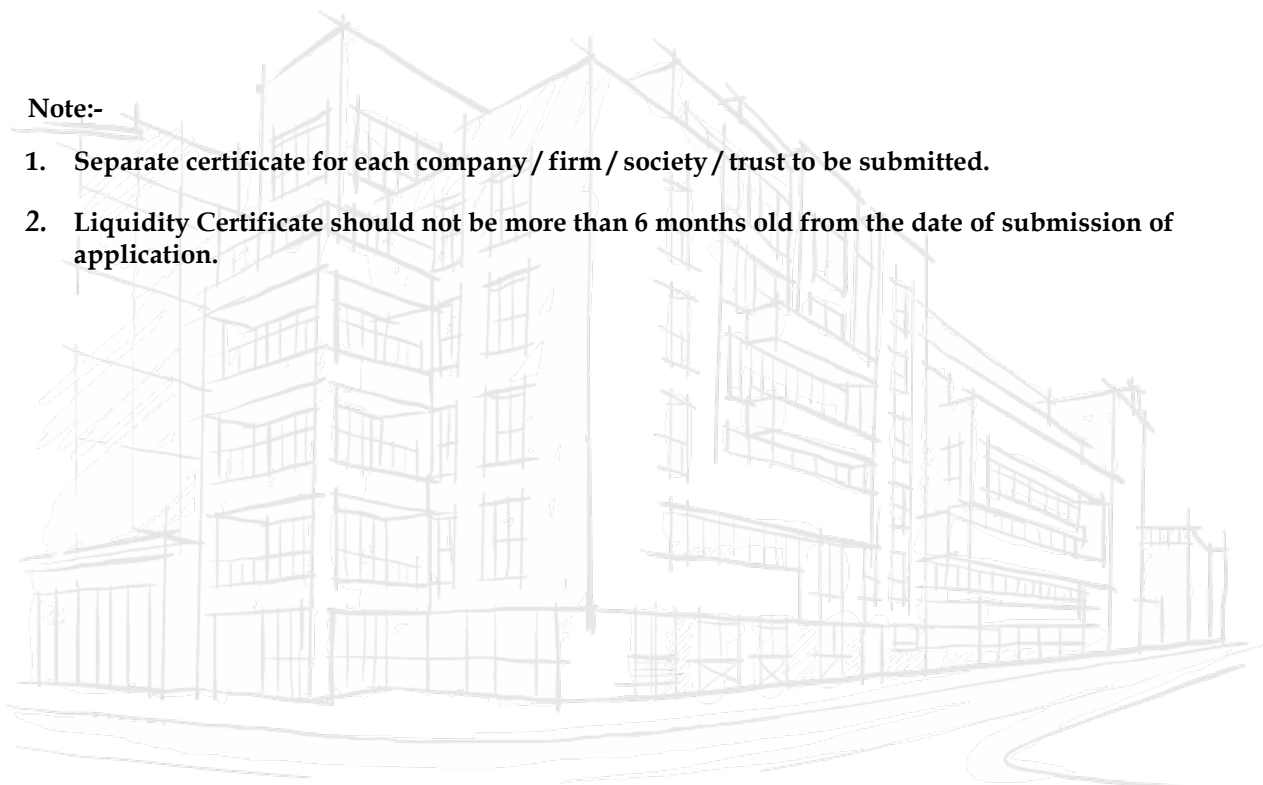 Note:-
1. Separate certificate for each company / firm / society / trust to be submitted.
2. Liquidity Certificate should not be more than 6 months old from the date of submission of
application.